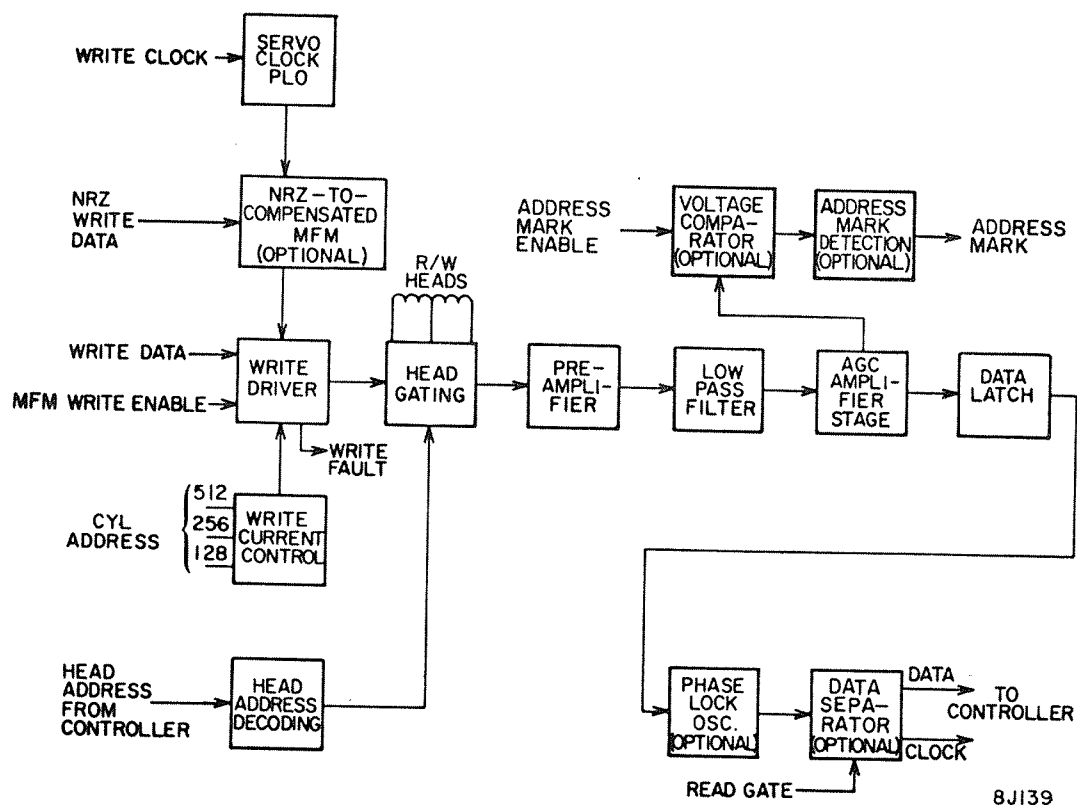 WRITE CLOCK
SERVO
CLOCK
PLO
NRZ
WRITE
DATA
NRZ-TO-
COMPENSATED
MFM
(OPTIONAL)
R/W
HEADS
ADDRESS
MARK
ENABLE
VOLTAGE
COMPA-
RATOR
(OPTIONAL)
ADDRESS
MARK
DETECTION
(OPTIONAL)
ADDRESS
MARK
WRITE DATA
MFM WRITE ENABLE
WRITE
DRIVER
HEAD
GATING
PRE-
AMPLI-
FIER
LOW
PASS
FILTER
AGC
AMPLI-
FIER
STAGE
DATA
LATCH
WRITE
FAULT
CYL
ADDRESS
512
256
128
WRITE
CURRENT
CONTROL
HEAD
ADDRESS
FROM
CONTROLLER
HEAD
ADDRESS
DECODING
PHASE
LOCK
OSC.
(OPTIONAL)
DATA
SEPA-
RATOR
(OPTIONAL)
DATA
CLOCK
TO
CONTROLLER
READ GATE
8J139